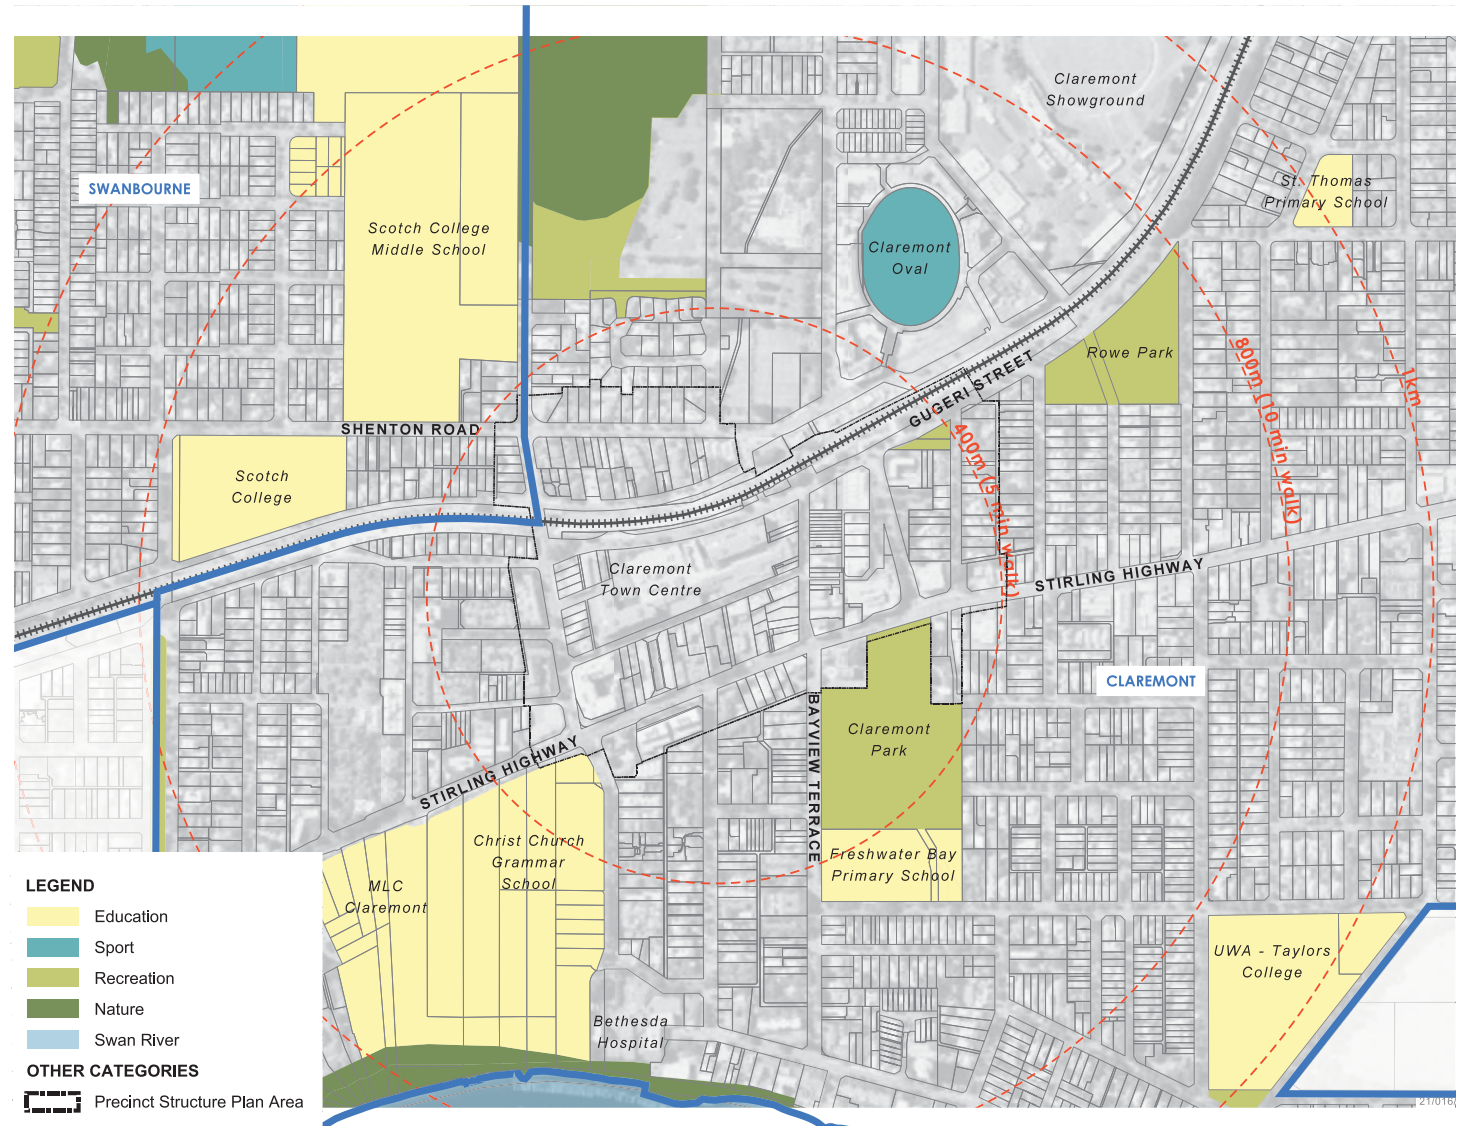 Claremont
Showground
SWANBOURNE
St. Thomas
Primary School
Scotch College
Middle School
Claremont
Oval
Rowe Park
GUGERI STREET
800m (10 min walk)
1km
SHENTON ROAD
400m (5 min walk)
Scotch
College
Claremont
Town Centre
STIRLING HIGHWAY
CLAREMONT
BAYVIEW TERRACE
Claremont
Park
STIRLING HIGHWAY
Christ Church
Grammar
School
Freshwater Bay
Primary School
MLC
Claremont
UWA - Taylors
College
Bethesda
Hospital
LEGEND
Education
Sport
Recreation
Nature
Swan River
OTHER CATEGORIES
Precinct Structure Plan Area